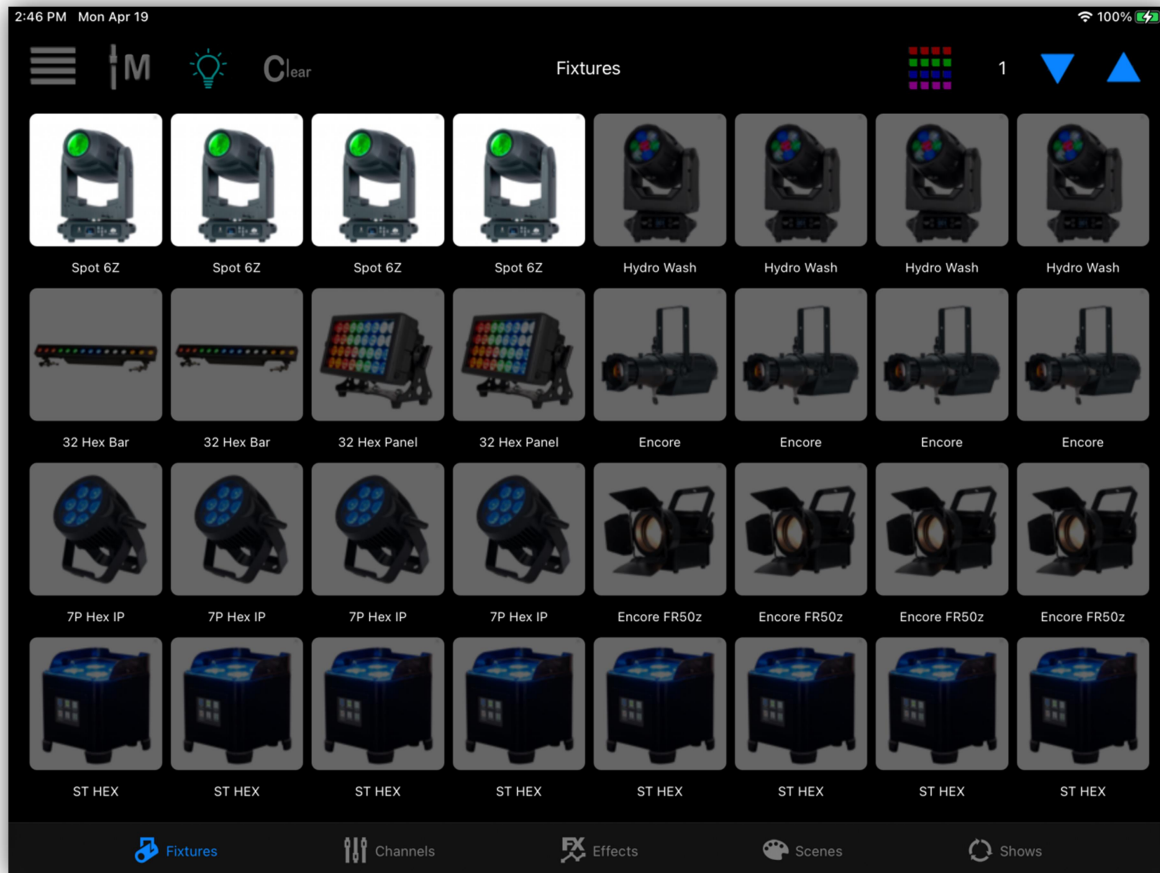 2:46 PM Mon Apr 19 100%
M Clear Fixtures 1
Spot 6Z Spot 6Z Spot 6Z Spot 6Z Hydro Wash Hydro Wash Hydro Wash Hydro Wash
32 Hex Bar 32 Hex Bar 32 Hex Panel 32 Hex Panel Encore Encore Encore Encore
7P Hex IP 7P Hex IP 7P Hex IP 7P Hex IP Encore FR50z Encore FR50z Encore FR50z Encore FR50z
ST HEX ST HEX ST HEX ST HEX ST HEX ST HEX ST HEX ST HEX
Fixtures Channels FX Effects Scenes Shows